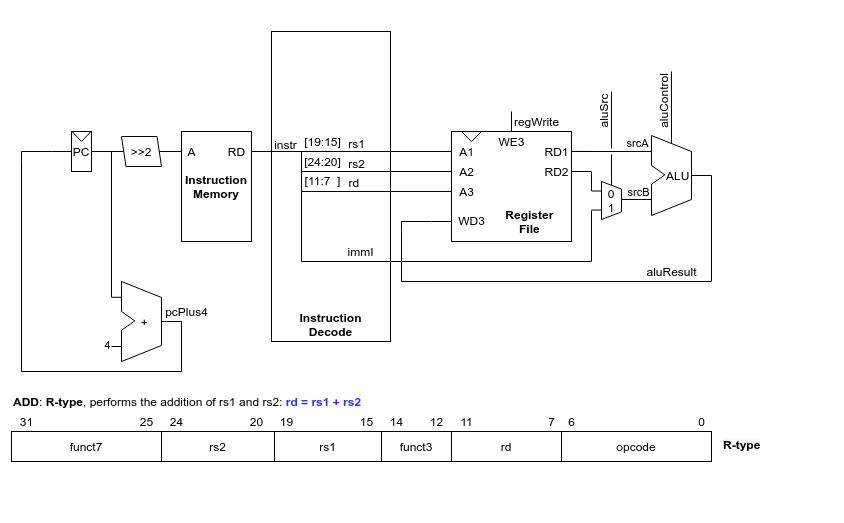 aluSrc
aluControl
regWrite
instr [19:15] rs1
[24:20] rs2
[11:7 ] rd
PC
>>2
A RD
Instruction
Memory
A1 WE3 RD1
A2 RD2
A3
WD3
Register
File
srcA
srcB
0
1
ALU
immI
aluResult
Instruction
Decode
pcPlus4
+
4
ADD: R-type, performs the addition of rs1 and rs2: rd = rs1 + rs2
31 25 24 20 19 15 14 12 11 7 6 0
funct7 rs2 rs1 funct3 rd opcode R-type